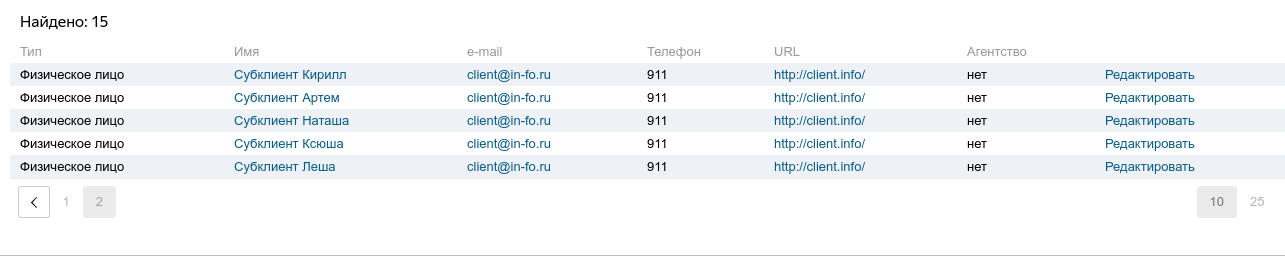 Найдено: 15
Тип Имя e-mail Телефон URL Агентство
Физическое лицо Субклиент Кирилл client@in-fo.ru 911 http://client.info/ нет Редактировать
Физическое лицо Субклиент Артем client@in-fo.ru 911 http://client.info/ нет Редактировать
Физическое лицо Субклиент Наташа client@in-fo.ru 911 http://client.info/ нет Редактировать
Физическое лицо Субклиент Ксюша client@in-fo.ru 911 http://client.info/ нет Редактировать
Физическое лицо Субклиент Леша client@in-fo.ru 911 http://client.info/ нет Редактировать
1 2 10 25